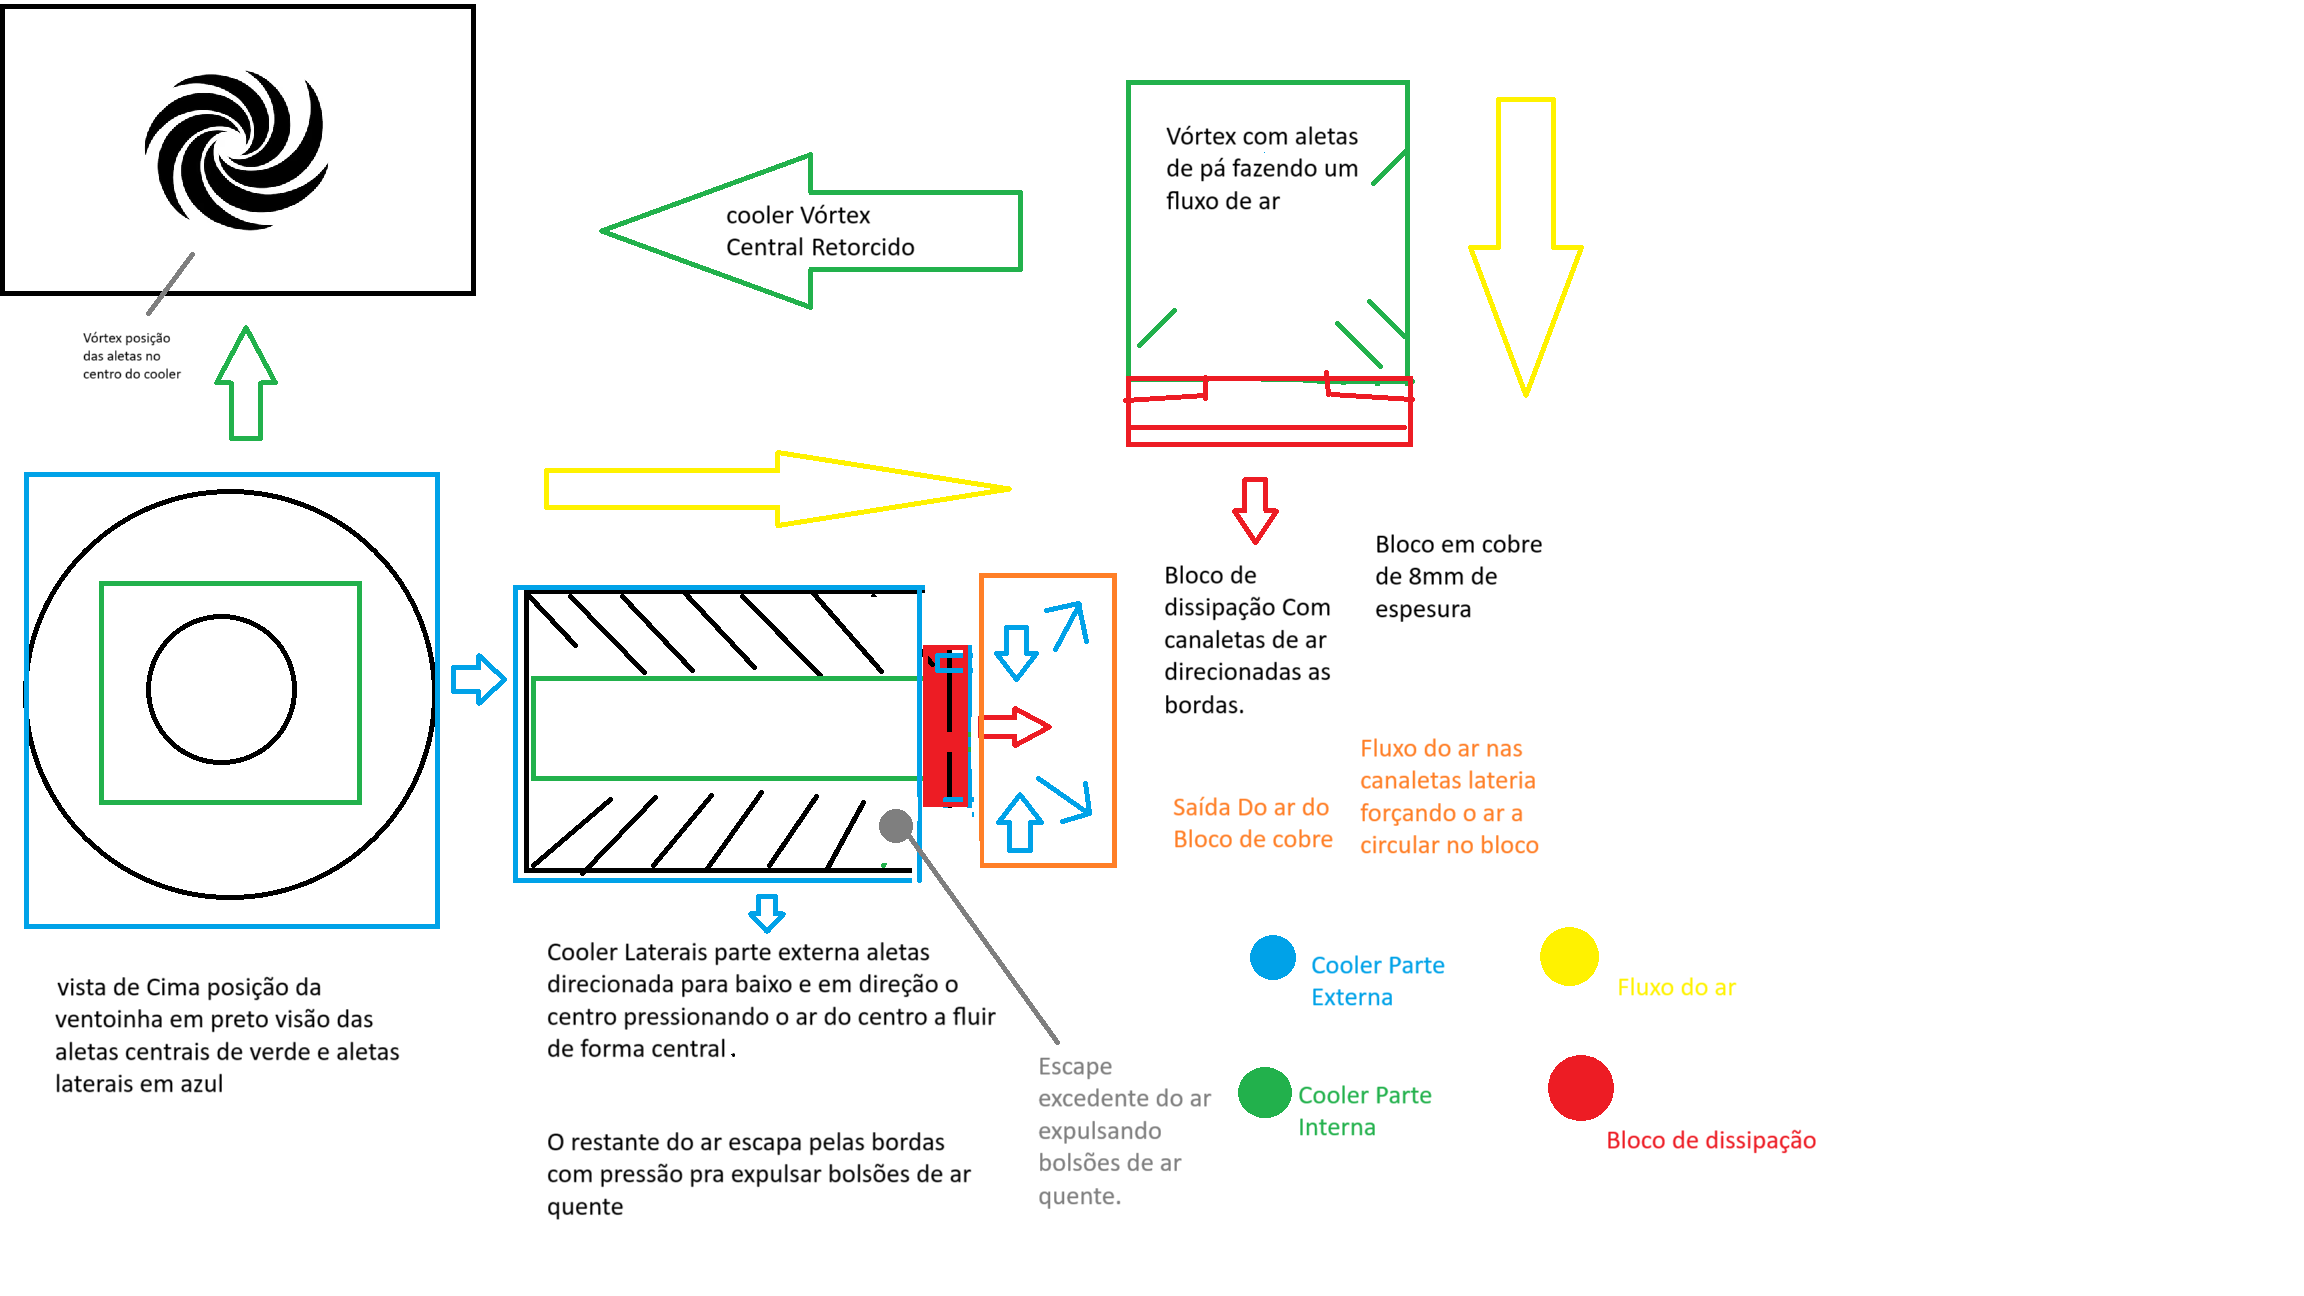 Vórtex com aletas
de pá fazendo um
fluxo de ar
cooler Vórtex
Central Retorcido
Vórtex posição
das aletas no
centro do cooler
Bloco de
dissipação Com
canaletas de ar
direcionadas as
bordas.
Bloco em cobre
de 8mm de
espesura
Fluxo do ar nas
canaletas lateria
forçando o ar a
circular no bloco
Saída Do ar do
Bloco de cobre
vista de Cima posição da
ventoinha em preto visão das
aletas centrais de verde e aletas
laterais em azul
Cooler Laterais parte externa aletas
direcionada para baixo e em direção o
centro pressionando o ar do centro a fluir
de forma central.
O restante do ar escapa pelas bordas
com pressão pra expulsar bolsões de ar
quente
Escape
excedente do ar
expulsando
bolsões de ar
quente.
Cooler Parte
Externa
Fluxo do ar
Cooler Parte
Interna
Bloco de dissipação